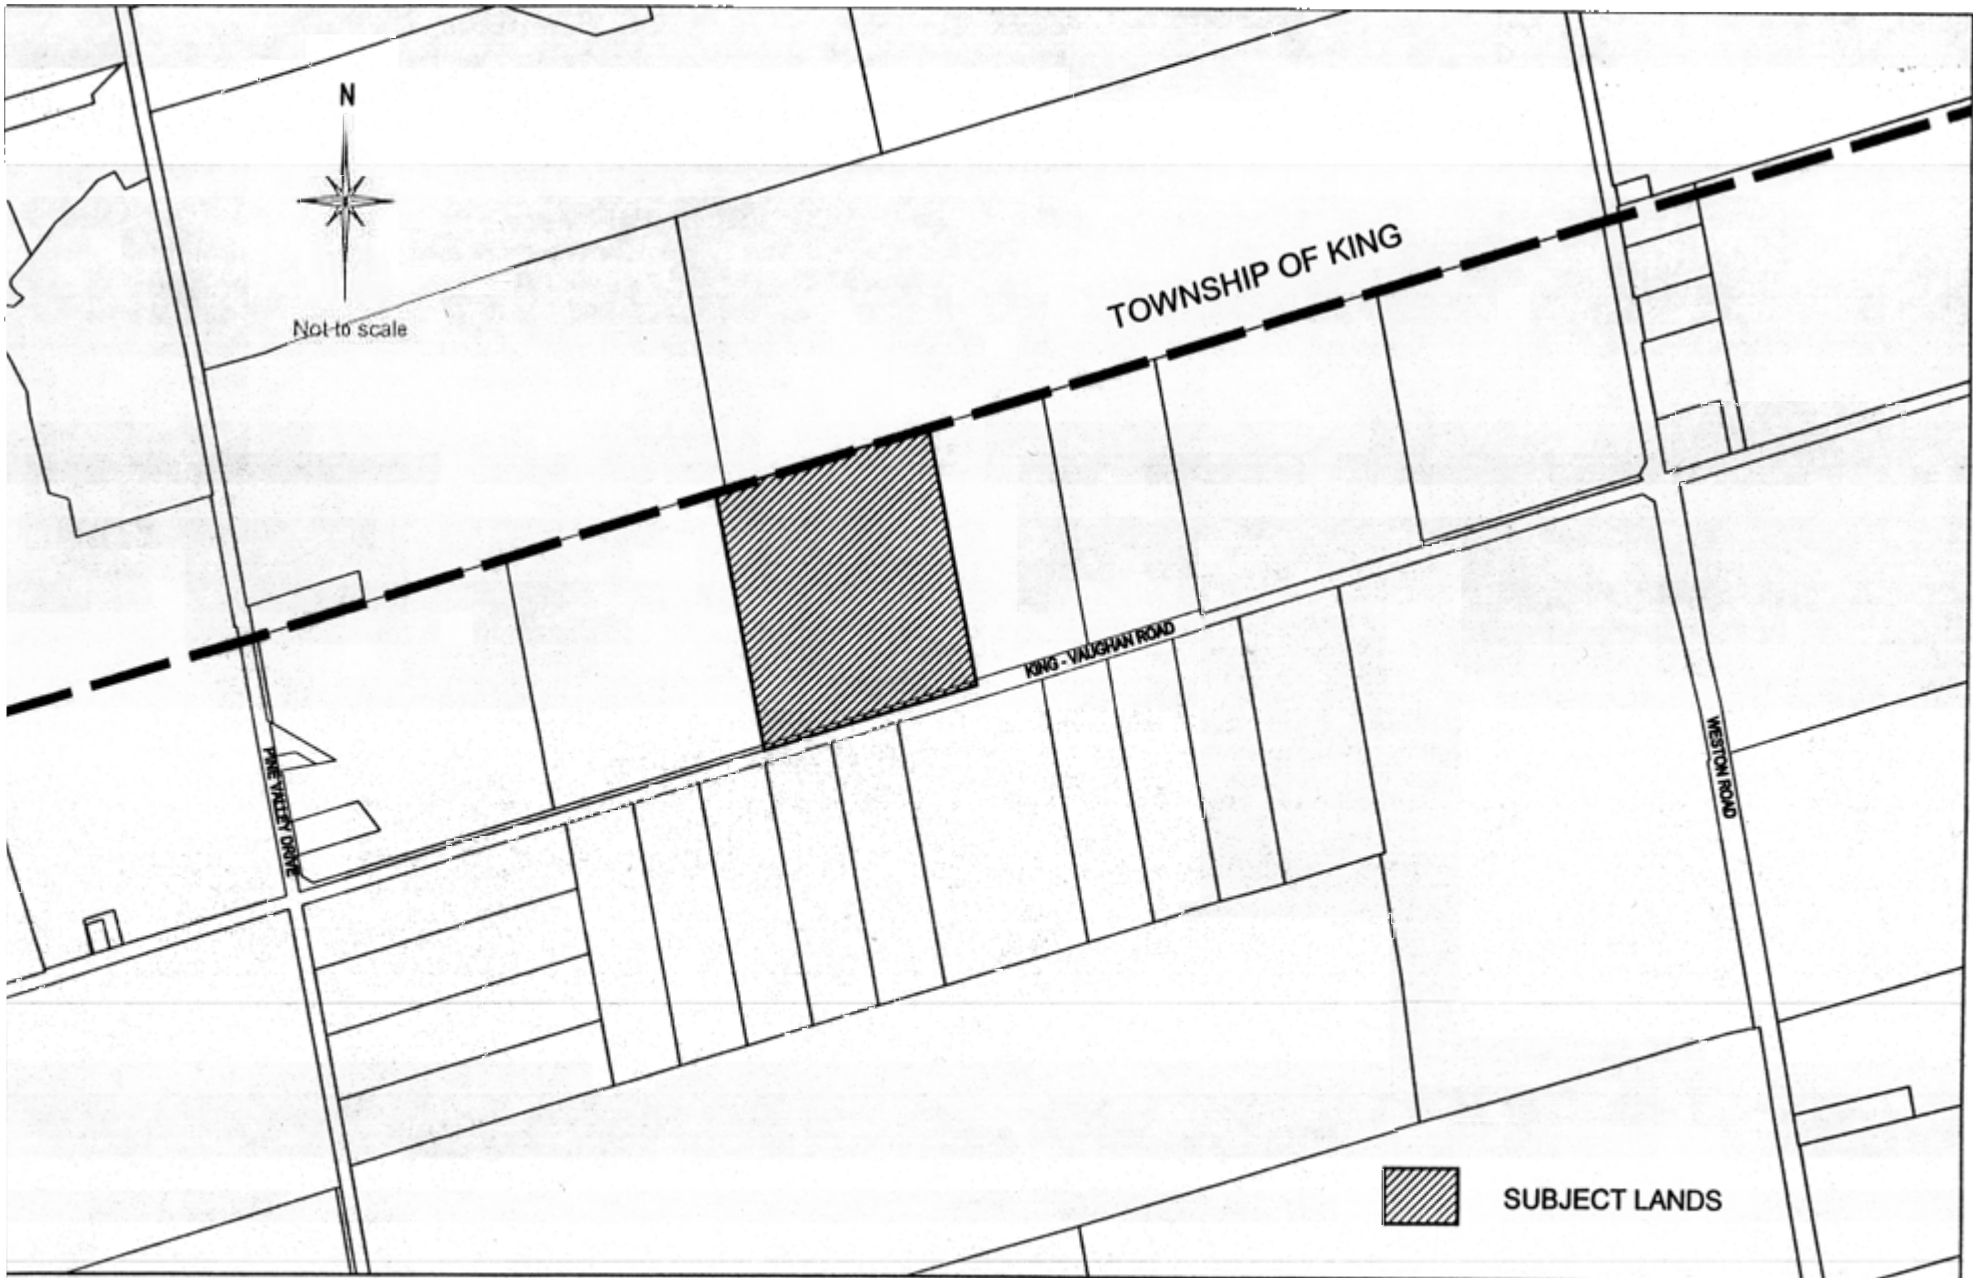 N
Not to scale
TOWNSHIP OF KING
KING - VAUGHAN ROAD
PINE VALLEY DRIVE
WESTON ROAD
SUBJECT LANDS